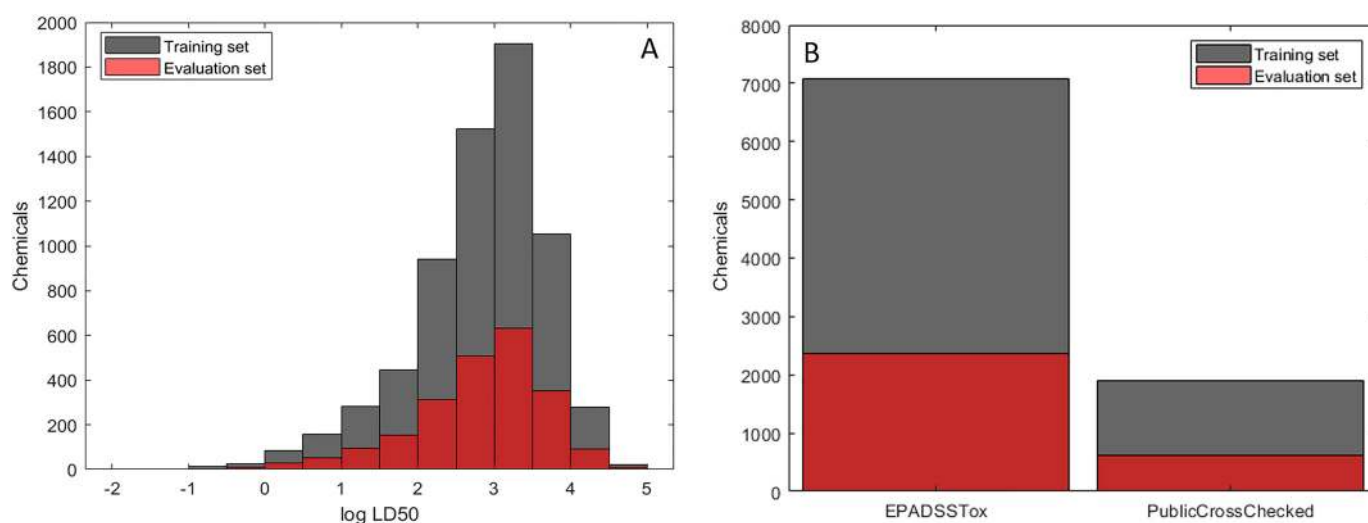 A
Training set
Evaluation set
2000
1800
1600
1400
1200
1000
800
600
400
200
0
Chemicals
-2 -1 0 1 2 3 4 5
log LD50
B
Training set
Evaluation set
8000
7000
6000
5000
4000
3000
2000
1000
0
Chemicals
EPADSSTox PublicCrossChecked